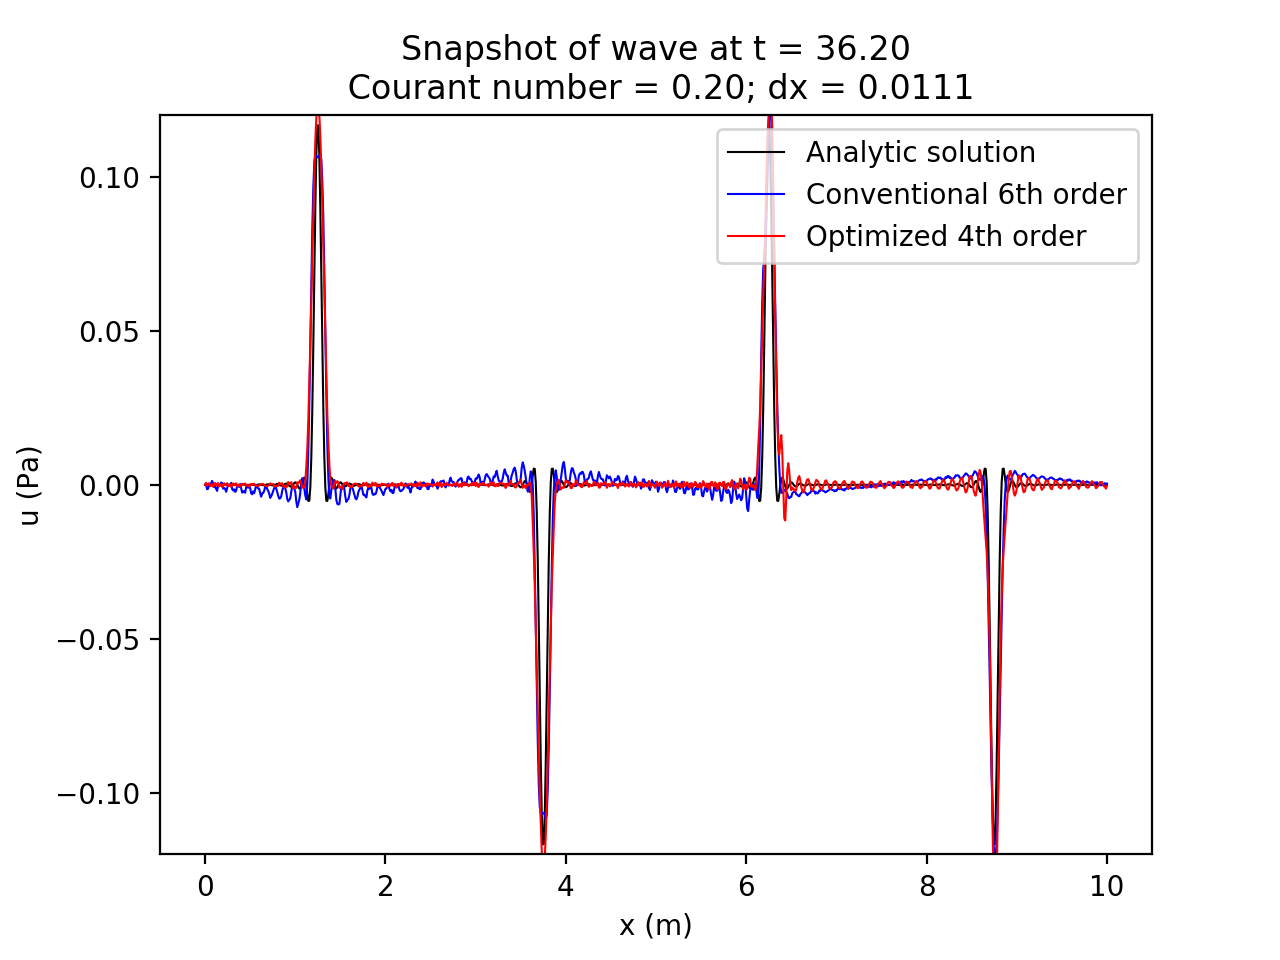 Snapshot of wave at t = 36.20
Courant number = 0.20; dx = 0.0111
Analytic solution
Conventional 6th order
Optimized 4th order
u (Pa)
0.10
0.05
0.00
−0.05
−0.10
0 2 4 6 8 10
x (m)